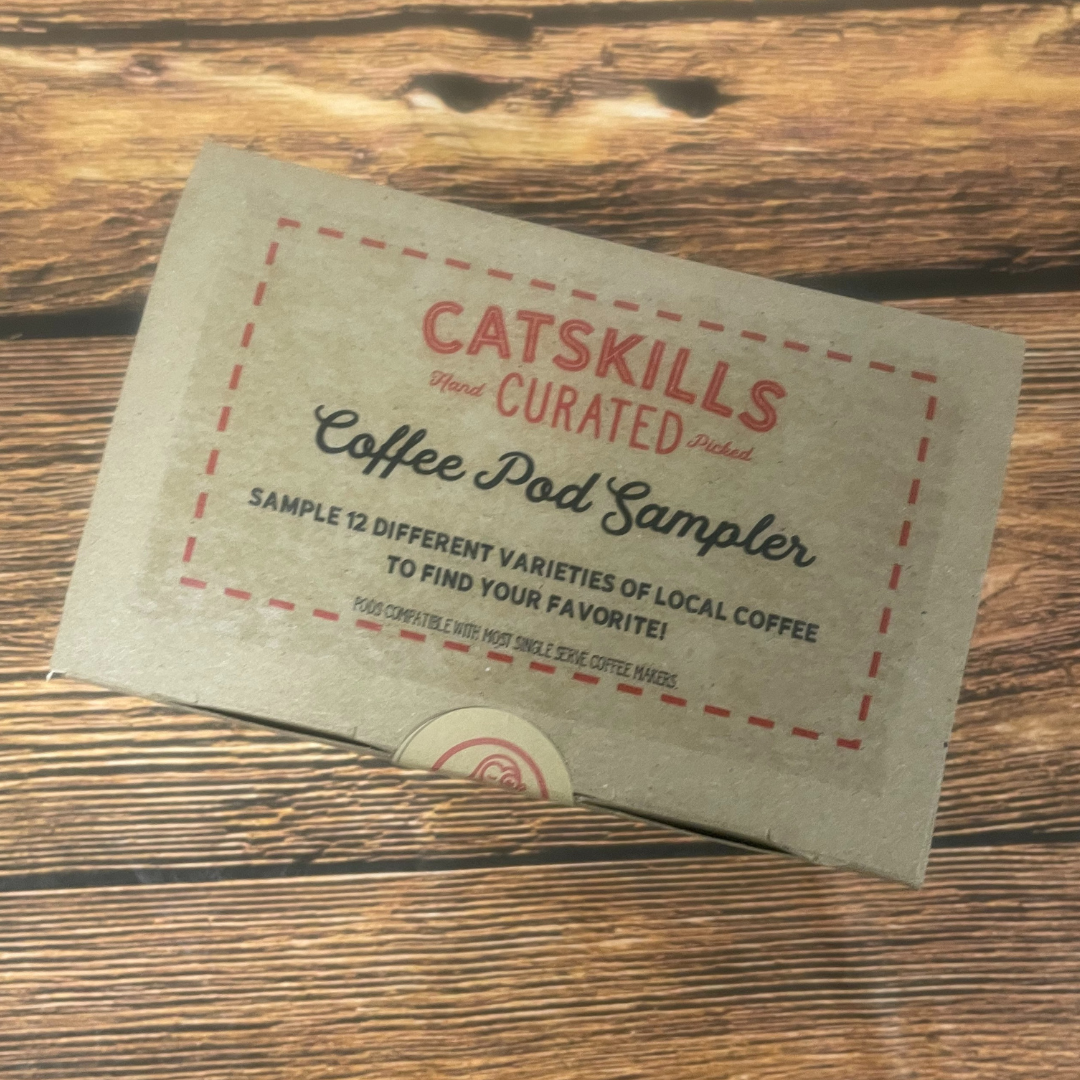 CATSKILLS
Hand CURATED Picked
Coffee Pod Sampler
SAMPLE 12 DIFFERENT VARIETIES OF LOCAL COFFEE
TO FIND YOUR FAVORITE!
PODS COMPATIBLE WITH MOST SINGLE SERVE COFFEE MAKERS.